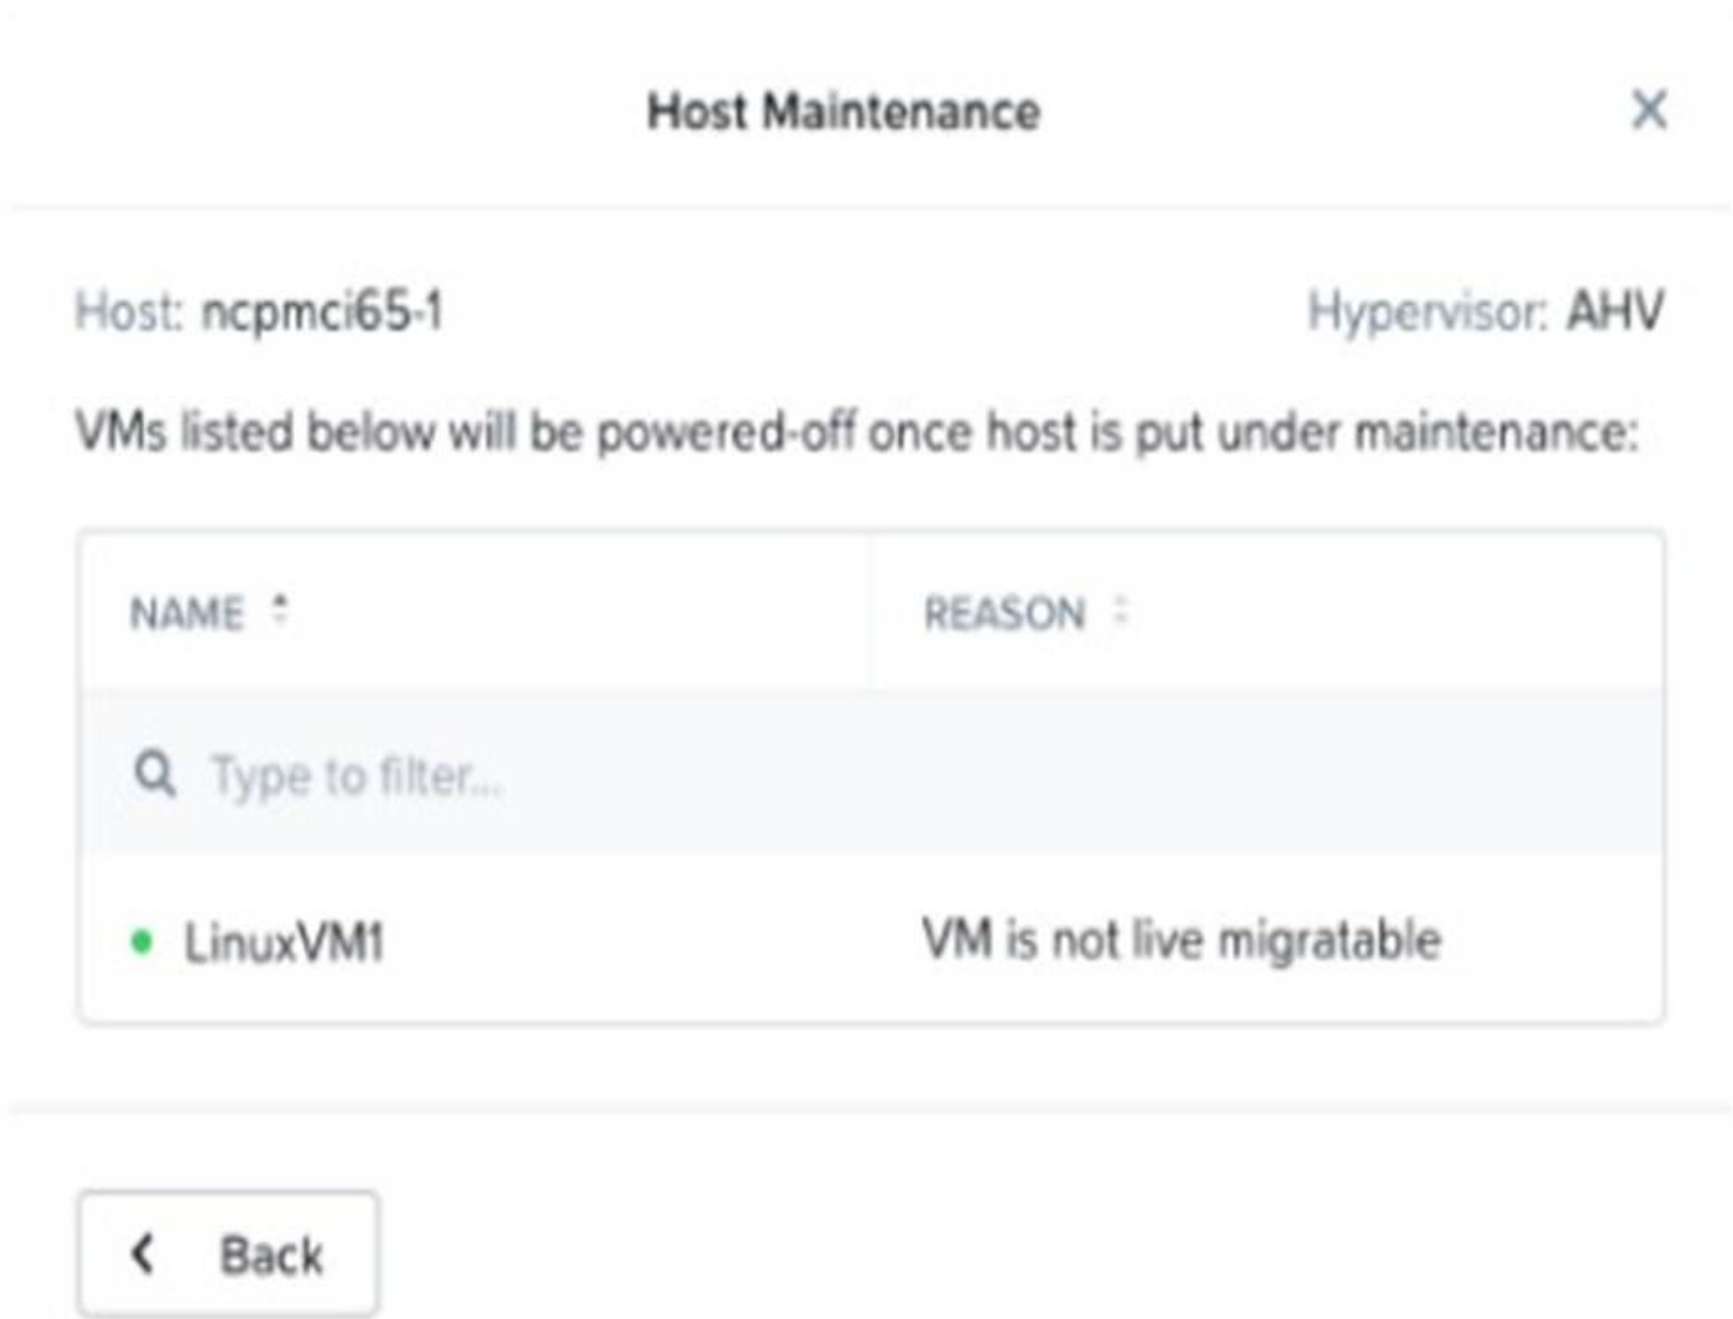 Host Maintenance
Host: ncpmci65-1 Hypervisor: AHV
VMs listed below will be powered-off once host is put under maintenance:
NAME REASON
Type to filter...
LinuxVM1 VM is not live migratable
Back